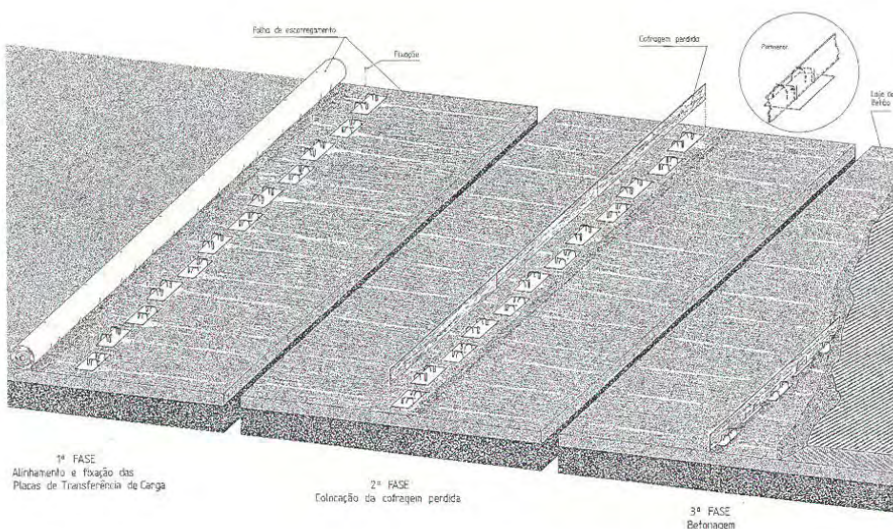 Folha de escorregamento
Fixação
Cofragem perdida
Pormenor
Laje de
Betão
1ª FASE
Alinhamento e fixação das
Placas de Transferência de Carga
2ª FASE
Colocação da cofragem perdida
3ª FASE
Betonagem